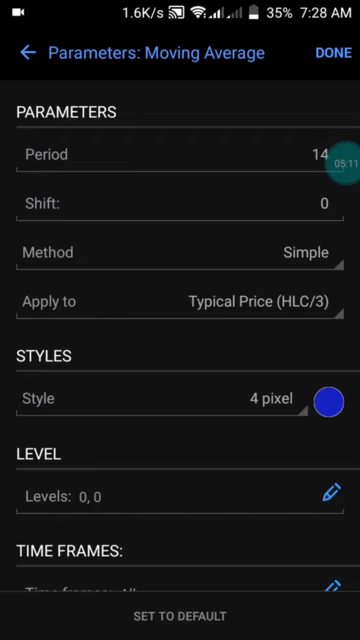 1.6K/s 35% 7:28 AM
Parameters: Moving Average DONE
PARAMETERS
Period 14
05:11
Shift: 0
Method Simple
Apply to Typical Price (HLC/3)
STYLES
Style 4 pixel
LEVEL
Levels: 0, 0
TIME FRAMES:
Time frames:
SET TO DEFAULT